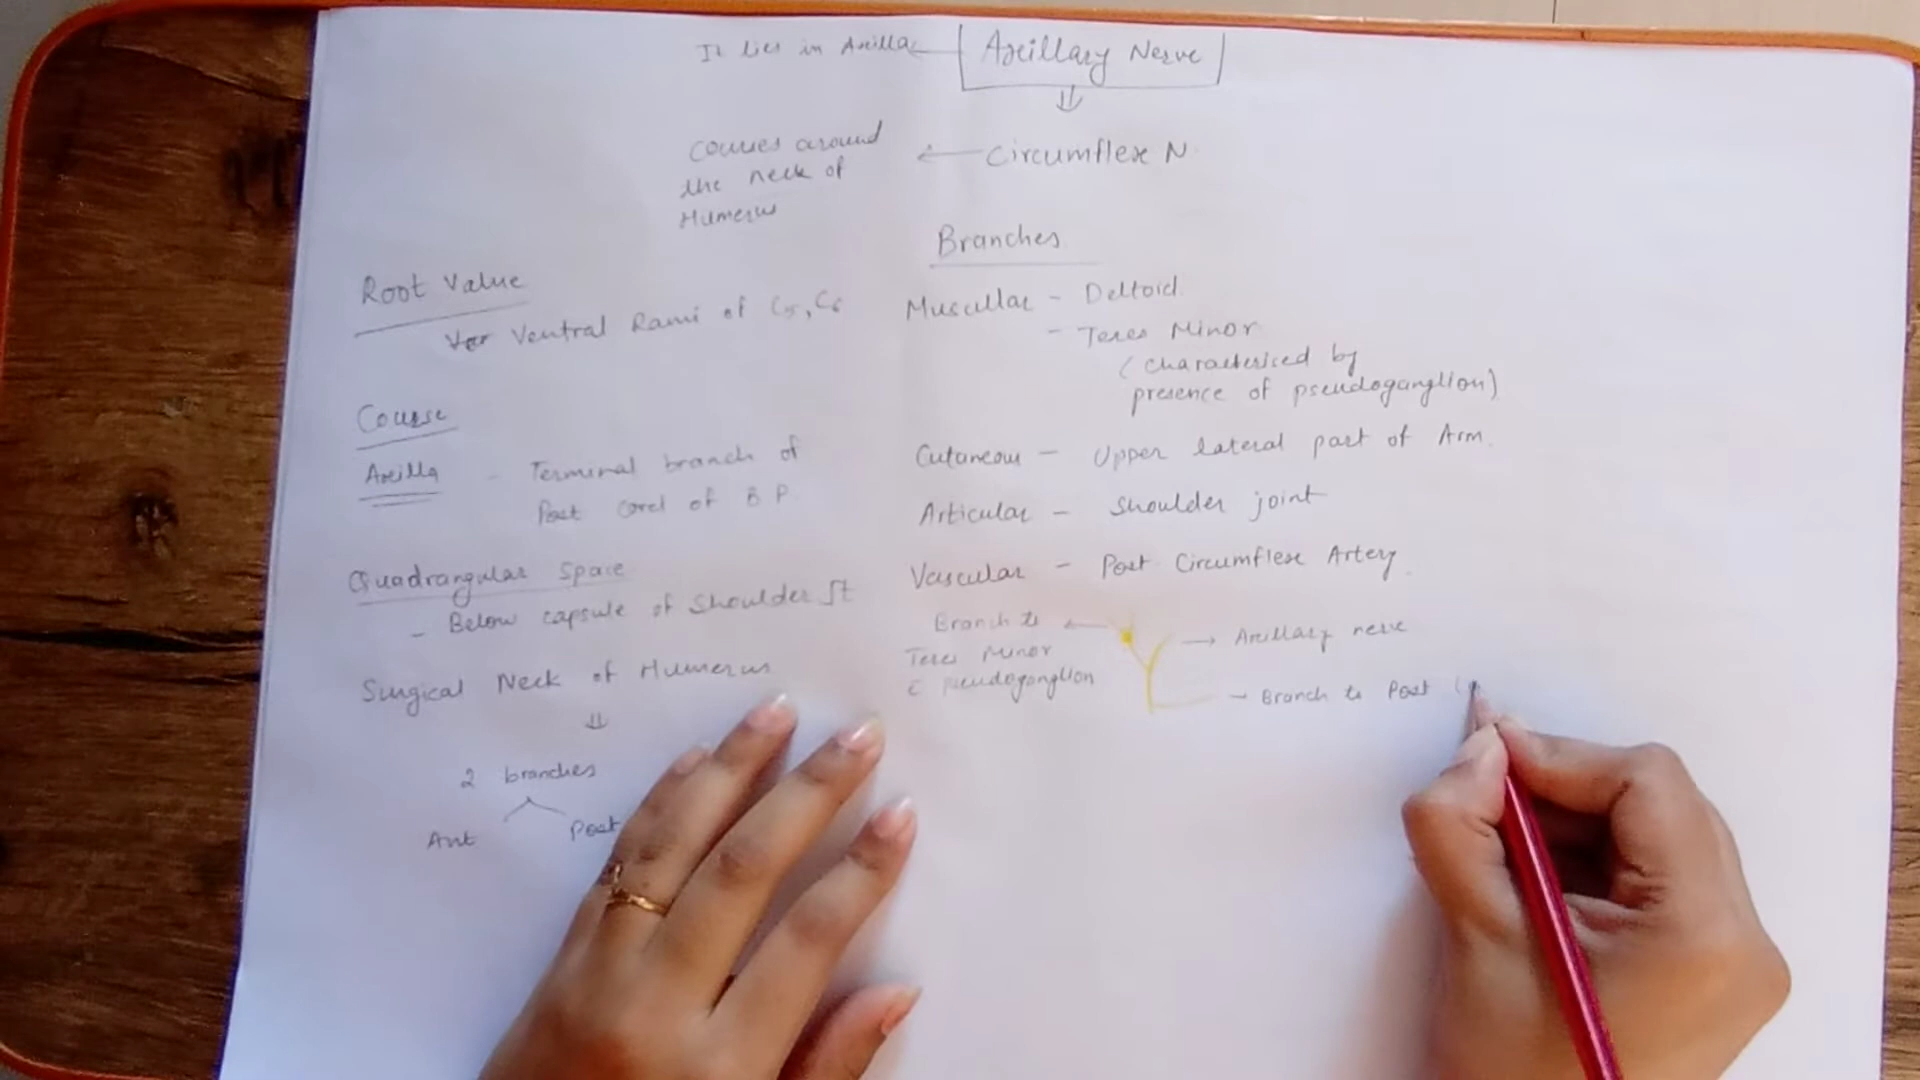 It lies in Axilla
Axillary Nerve
Courses around
the neck of
Humerus
Circumflex N.
Root Value
Ventral Rami of C5, C6
Course
Axilla - Terminal branch of
Post cord of B P.
Quadrangular Space
- Below capsule of Shoulder Jt
Surgical Neck of Humerus
2 branches
Ant Post
Branches
Muscular - Deltoid
- Teres Minor
(characterised by
presence of pseudoganglion)
Cutaneous - Upper lateral part of Arm.
Articular - Shoulder joint
Vascular - Post Circumflex Artery.
Branch to
Teres Minor
c pseudoganglion
Axillary nerve
- Branch to Post